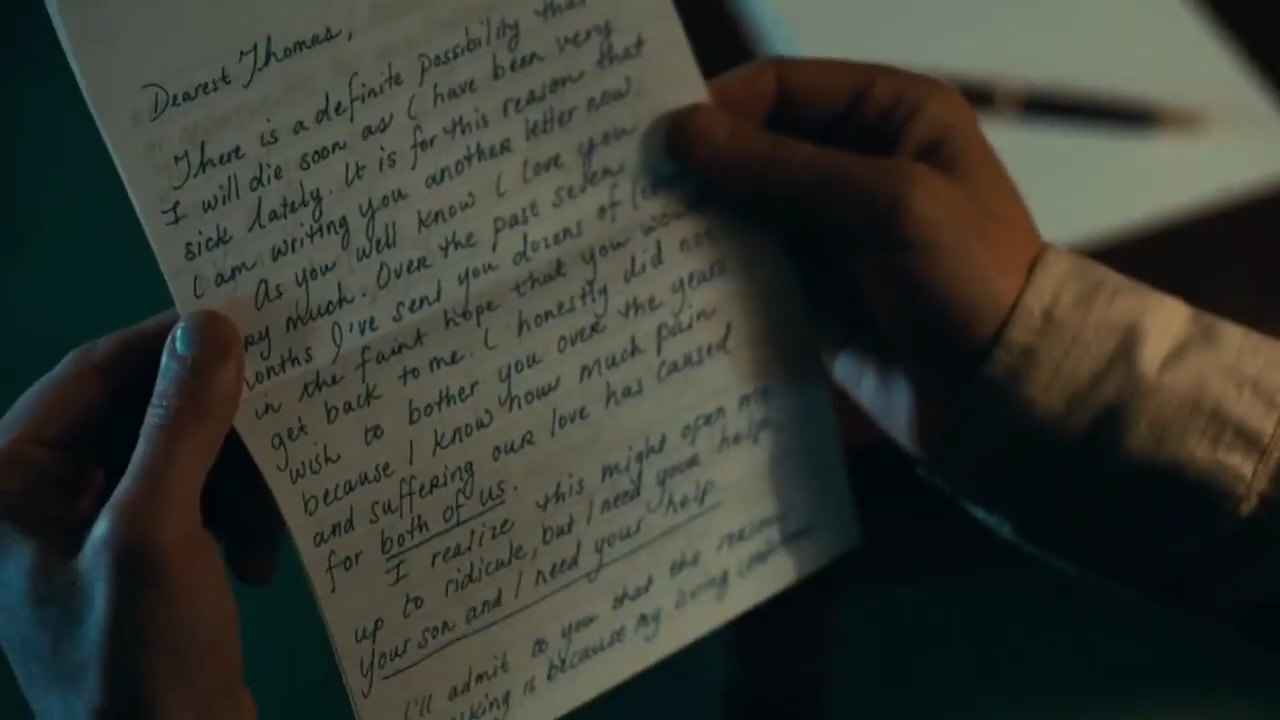 Dearest Thomas,
There is a definite possibility that
I will die soon as I have been very
sick lately. It is for this reason that
I am writing you another letter now.
As you well know I love you
very much. Over the past seven
months I've sent you dozens of
in the faint hope that you would
get back to me. I honestly did not
wish to bother you over the years
because I know how much pain
and suffering our love has caused
for both of us.
I realize this might open me
up to ridicule, but I need your help.
Your son and I need your help
I'll admit to you that the reason
is because my living